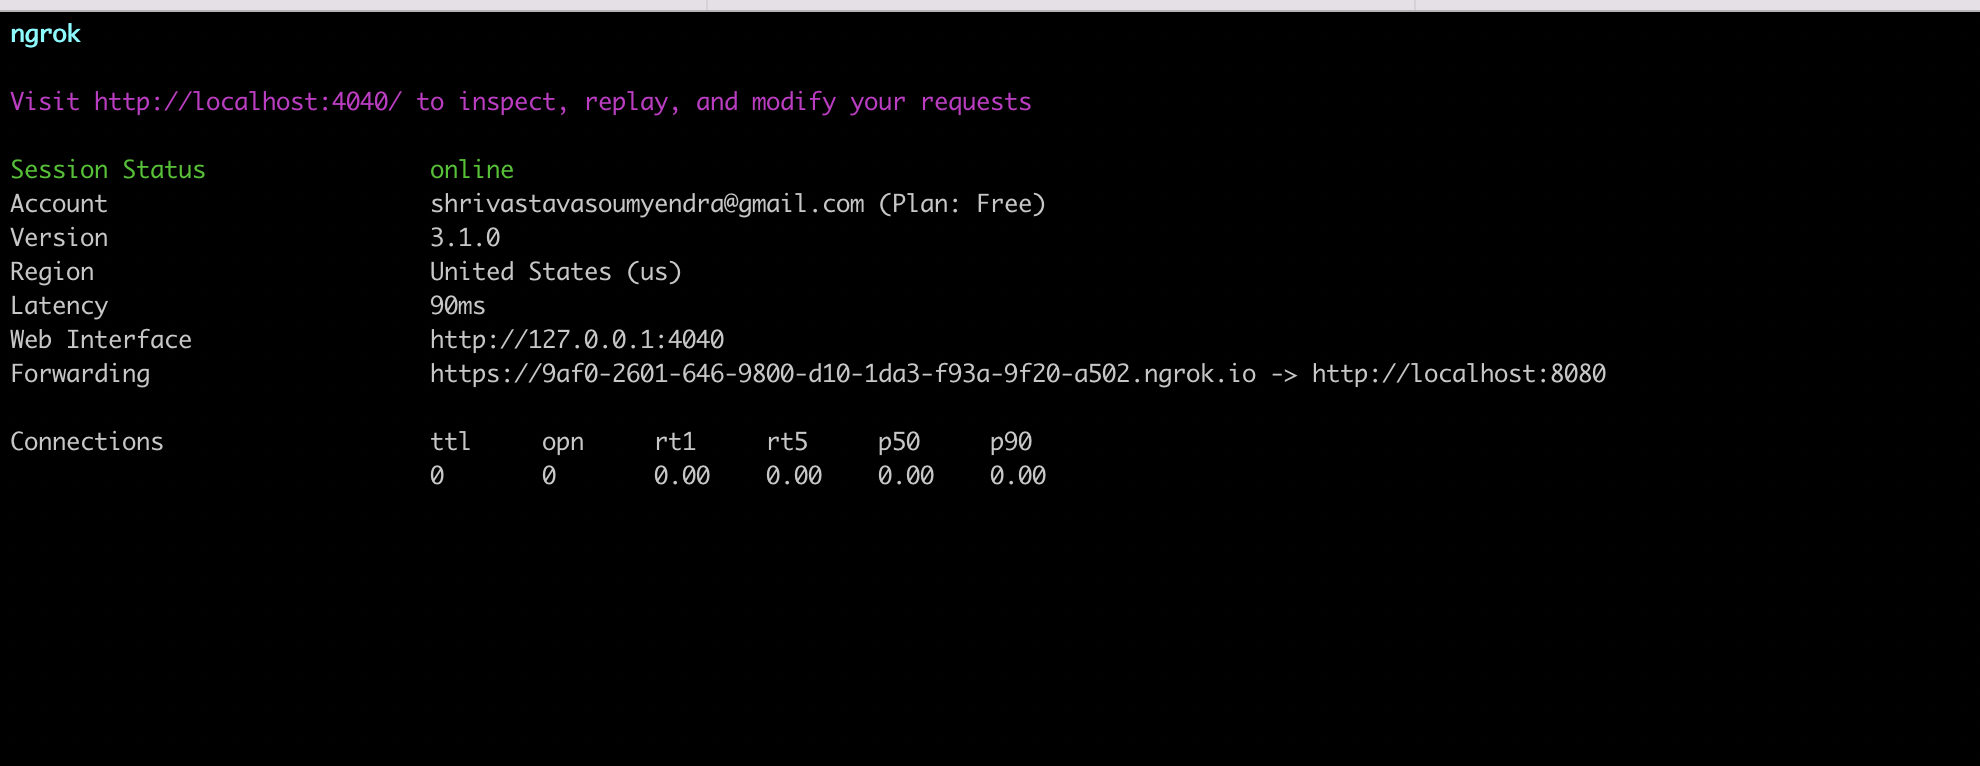 ngrok
Visit http://localhost:4040/ to inspect, replay, and modify your requests
Session Status online
Account shrivastavasoumyendra@gmail.com (Plan: Free)
Version 3.1.0
Region United States (us)
Latency 90ms
Web Interface http://127.0.0.1:4040
Forwarding https://9af0-2601-646-9800-d10-1da3-f93a-9f20-a502.ngrok.io -> http://localhost:8080
Connections ttl opn rt1 rt5 p50 p90
0 0 0.00 0.00 0.00 0.00